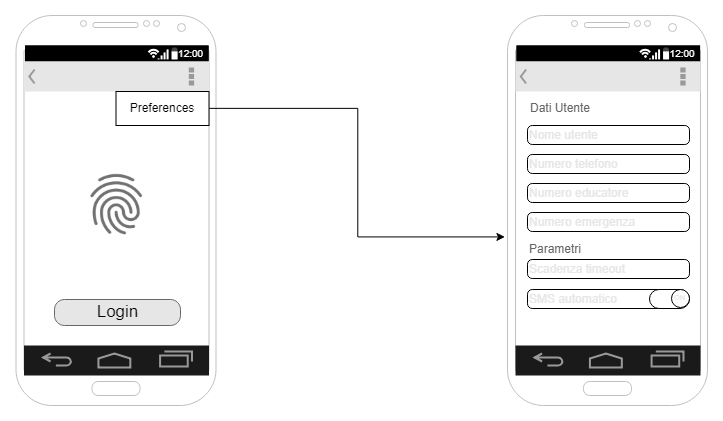 12:00
Preferences
Login
12:00
Dati Utente
Nome utente
Numero telefono
Numero educatore
Numero emergenza
Parametri
Scadenza timeout
SMS automatico
ON